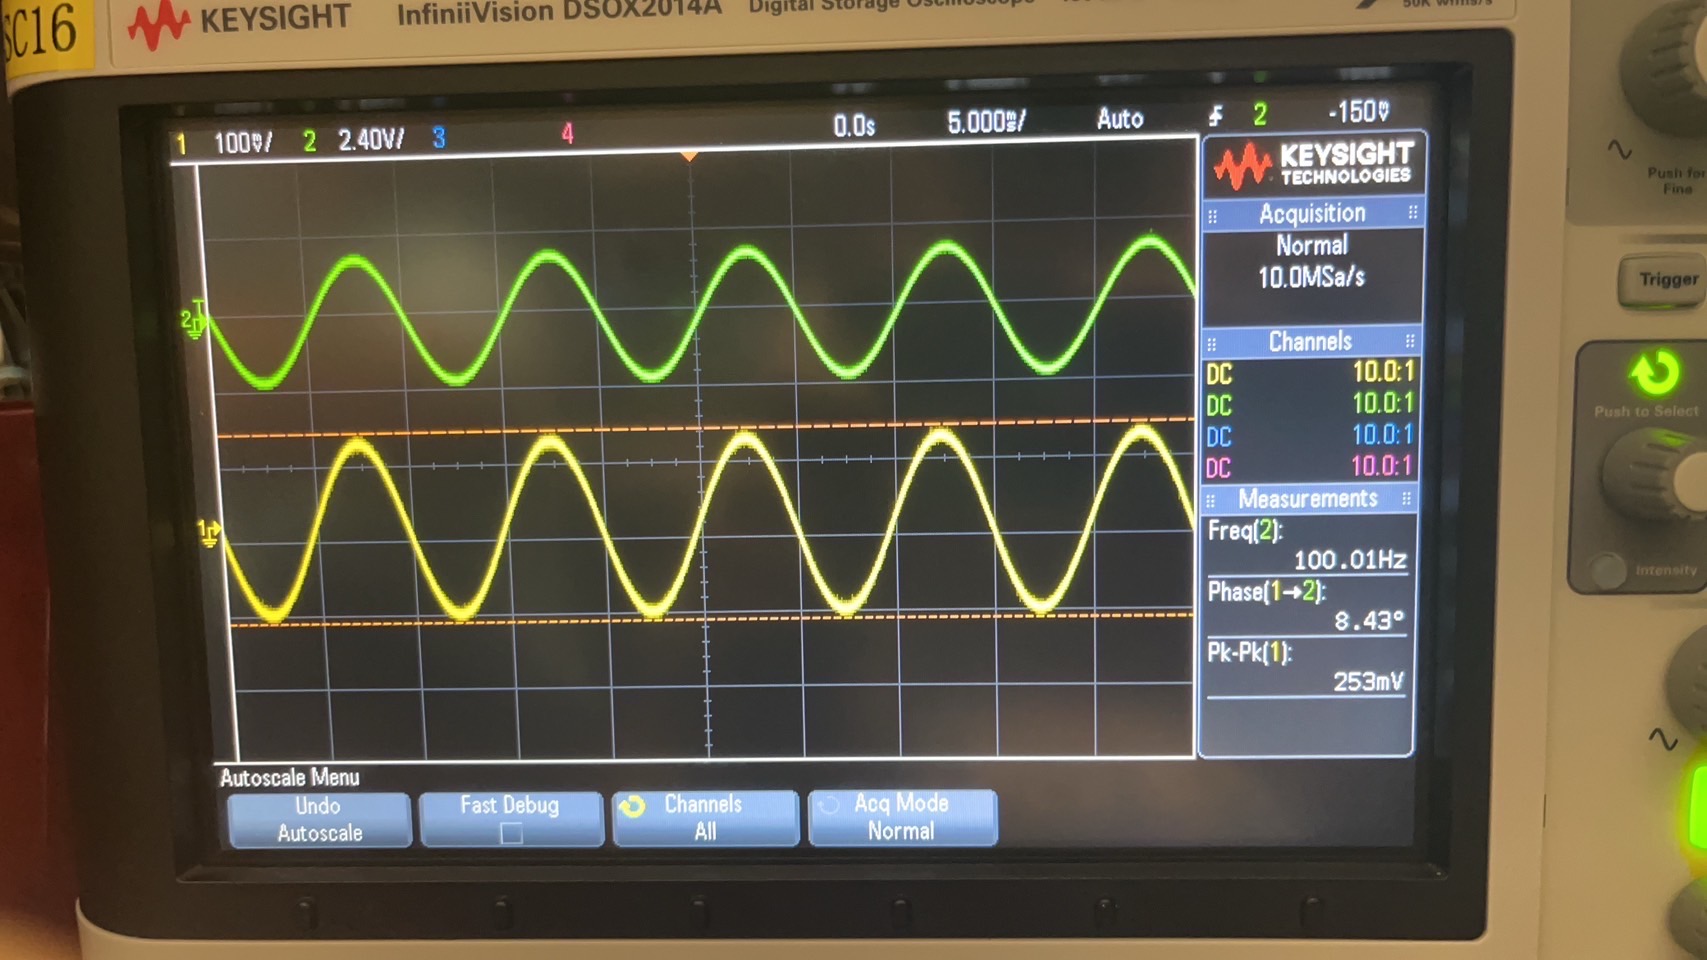 SC16
KEYSIGHT InfiniiVision DSOX2014A Digital Storage Oscilloscope
1 100mV/ 2 2.40V/ 3 4 0.0s 5.000ms/ Auto 2 -150mV
KEYSIGHT
TECHNOLOGIES
Acquisition
Normal
10.0MSa/s
Channels
DC 10.0:1
DC 10.0:1
DC 10.0:1
DC 10.0:1
Measurements
Freq(2):
100.01Hz
Phase(1→2):
8.43°
Pk-Pk(1):
253mV
T
2
1
Autoscale Menu
Undo
Autoscale
Fast Debug
Channels
All
Acq Mode
Normal
Push for
Fine
Trigger
Push to Select
Intensity